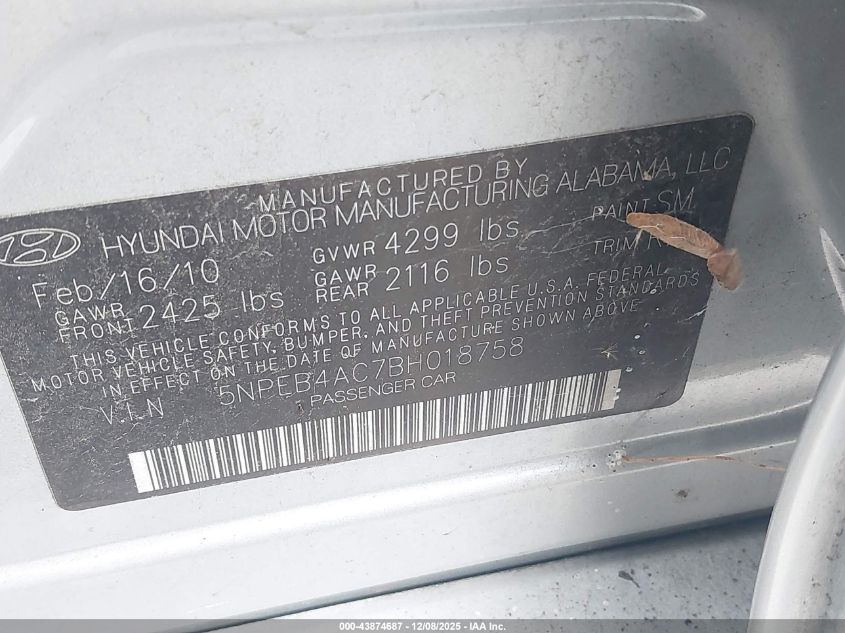 MANUFACTURED BY
HYUNDAI MOTOR MANUFACTURING ALABAMA, LLC
Feb/16/10 GVWR 4299 lbs PAINT SM
GAWR FRONT 2425 lbs GAWR REAR 2116 lbs TRIM
THIS VEHICLE CONFORMS TO ALL APPLICABLE U.S.A. FEDERAL
MOTOR VEHICLE SAFETY, BUMPER, AND THEFT PREVENTION STANDARDS
IN EFFECT ON THE DATE OF MANUFACTURE SHOWN ABOVE
V.I.N 5NPEB4AC7BH018758
PASSENGER CAR
000-43874687 - 12/08/2025 - IAA Inc.